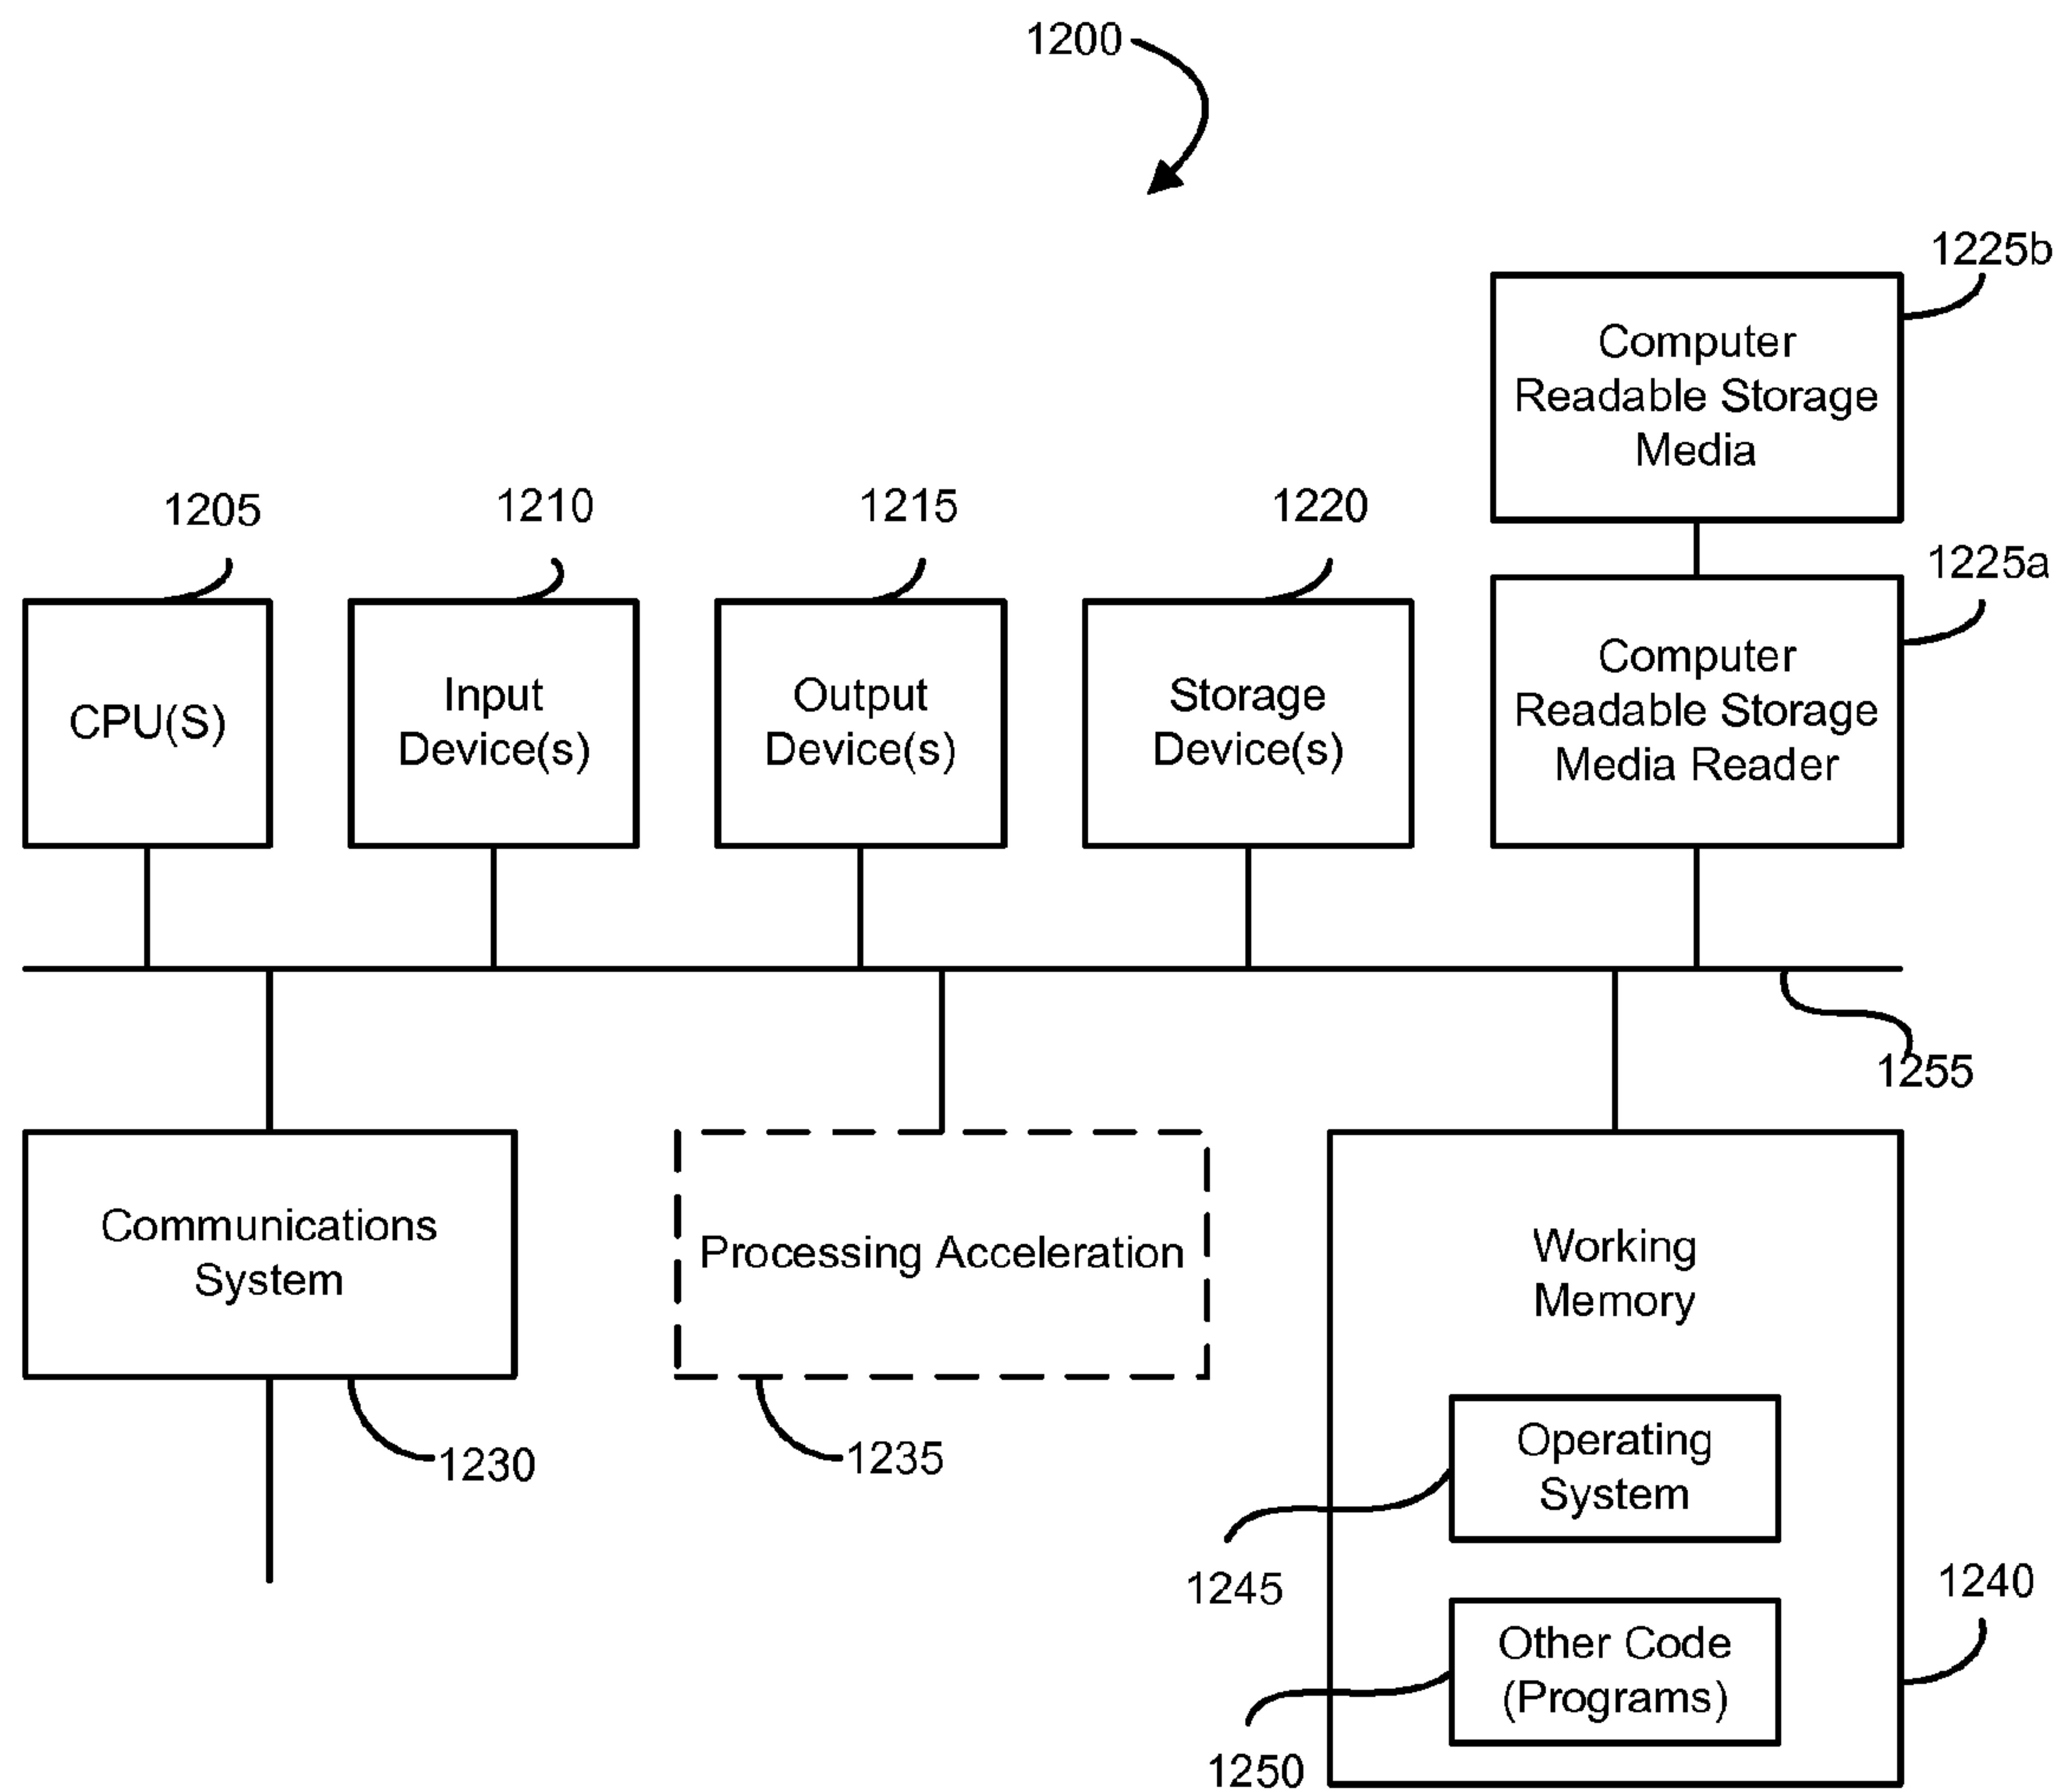 1200
1225b
Computer
Readable Storage
Media
1205
1210
1215
1220
1225a
CPU(S)
Input
Device(s)
Output
Device(s)
Storage
Device(s)
Computer
Readable Storage
Media Reader
1255
Communications
System
1230
Processing Acceleration
1235
Working
Memory
Operating
System
1245
Other Code
(Programs)
1240
1250